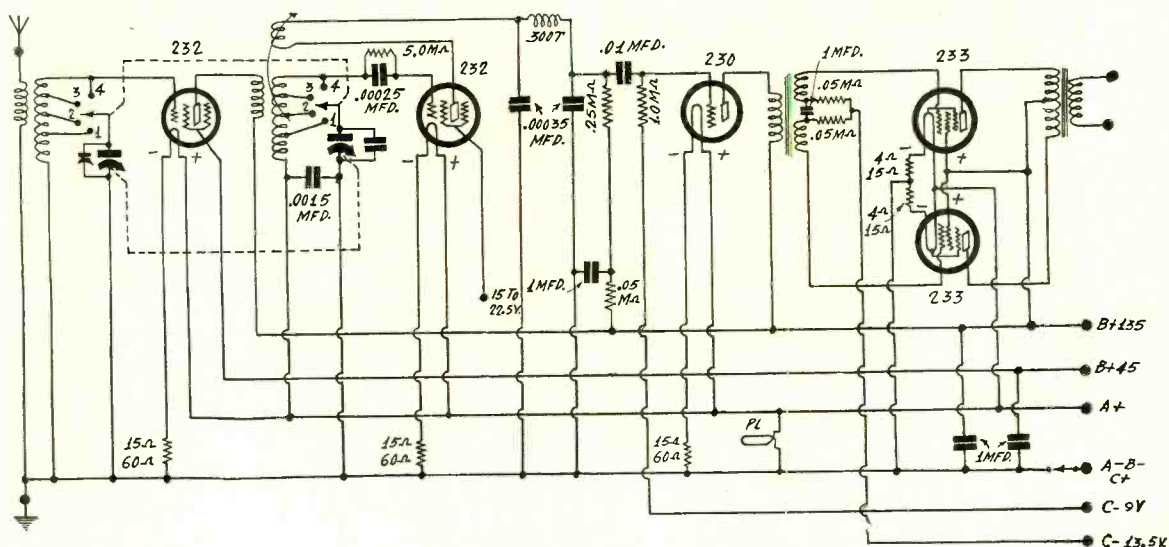 232
3
4
2
1
5.0MΩ
.00025
MFD.
3
4
2
1
.0015
MFD.
232
15 TO
22.5V.
300T
.00035
MFD.
.01 MFD.
.25MΩ
1.0MΩ
1MFD.
.05
MΩ
230
1MFD.
.05MΩ
.05MΩ
233
4Ω
15Ω
4Ω
15Ω
233
- +
- +
- +
- +
- +
15Ω
60Ω
15Ω
60Ω
15Ω
60Ω
PL
1MFD.
B+135
B+45
A+
A-B-
C+
C-9V
C-13.5V.